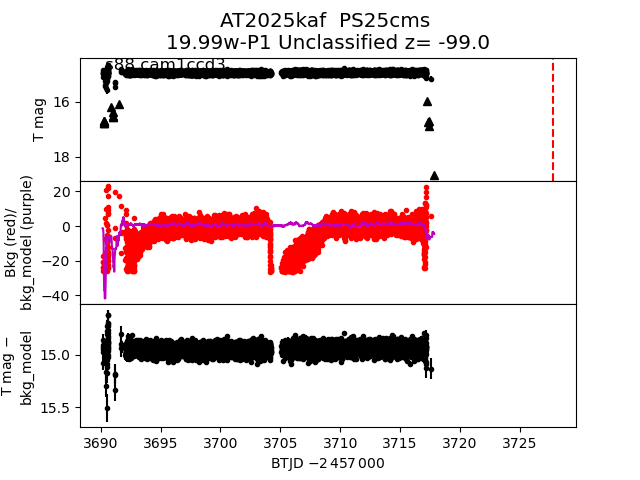 AT2025kaf PS25cms
19.99w-P1 Unclassified z= -99.0
s88 cam1ccd3
T mag
16
18
Bkg (red)/
bkg_model (purple)
20
0
−20
−40
T mag −
bkg_model
15.0
15.5
3690 3695 3700 3705 3710 3715 3720 3725
BTJD −2 457 000